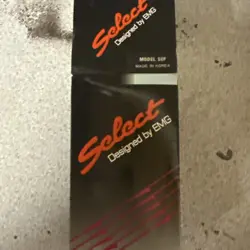 Select
Designed by EMG
MODEL SUF
MADE IN KOREA
Select
Designed by EMG